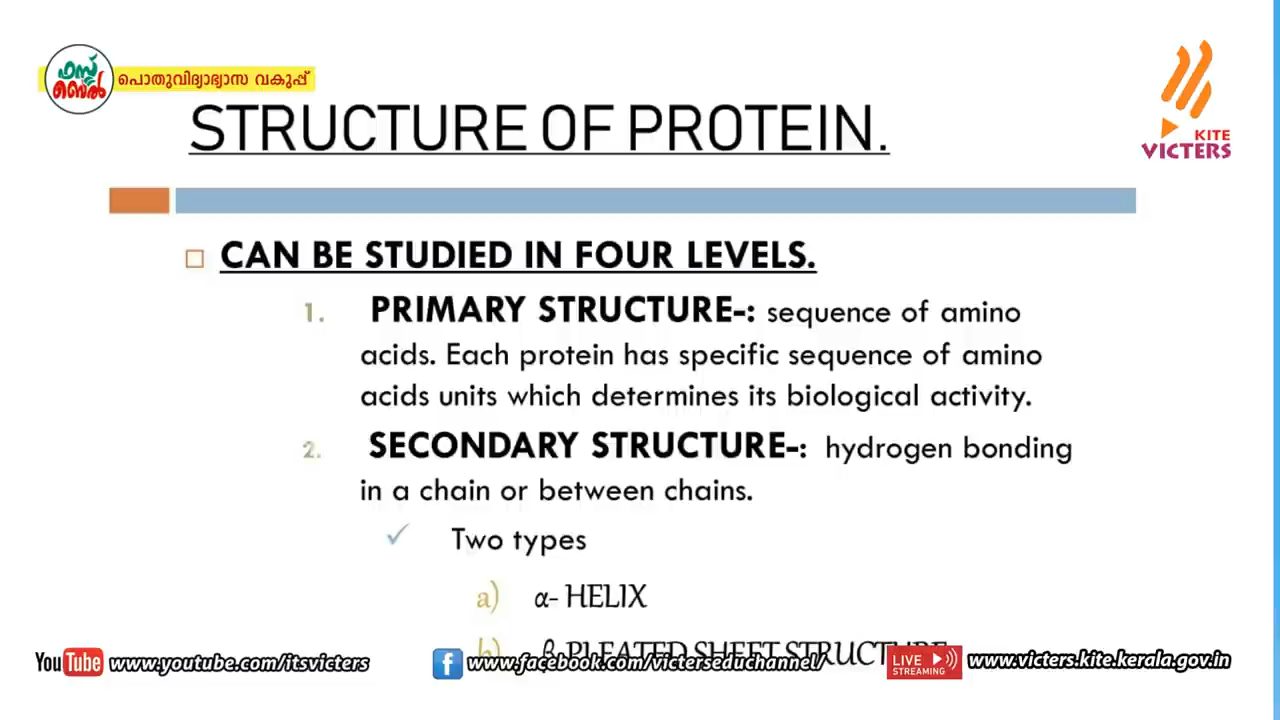 ഫസ്റ്റ്
ബെൽ
പൊതുവിദ്യാഭ്യാസ വകുപ്പ്
KITE
VICTERS
STRUCTURE OF PROTEIN.
CAN BE STUDIED IN FOUR LEVELS.
1. PRIMARY STRUCTURE-: sequence of amino
acids. Each protein has specific sequence of amino
acids units which determines its biological activity.
2. SECONDARY STRUCTURE-: hydrogen bonding
in a chain or between chains.
✓ Two types
a) α- HELIX
b) β-PLEATED SHEET STRUCTURE
YouTube www.youtube.com/itsvicters
f www.facebook.com/victerseduchannel/
LIVE STREAMING www.victers.kite.kerala.gov.in